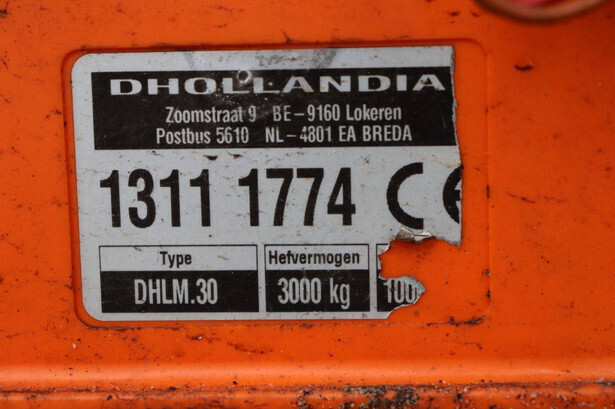 DHOLLANDIA
Zoomstraat 9 BE-9160 Lokeren
Postbus 5610 NL-4801 EA BREDA
1311 1774 CE
Type Hefvermogen
DHLM.30 3000 kg